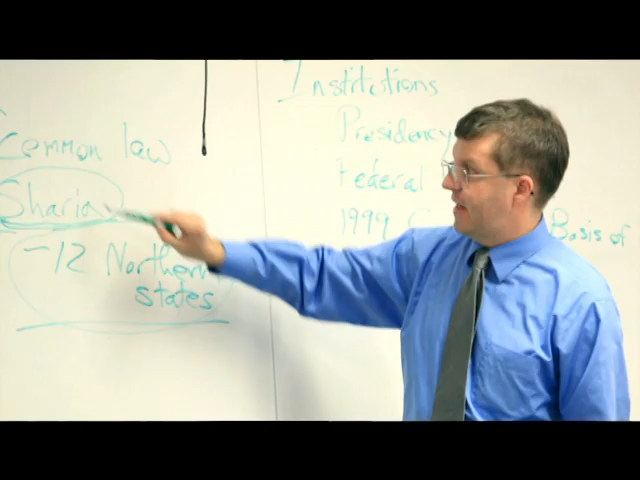 Common law
Sharia
-12 Northern
states
Institutions
Presidency
Federal
1999
Basis of